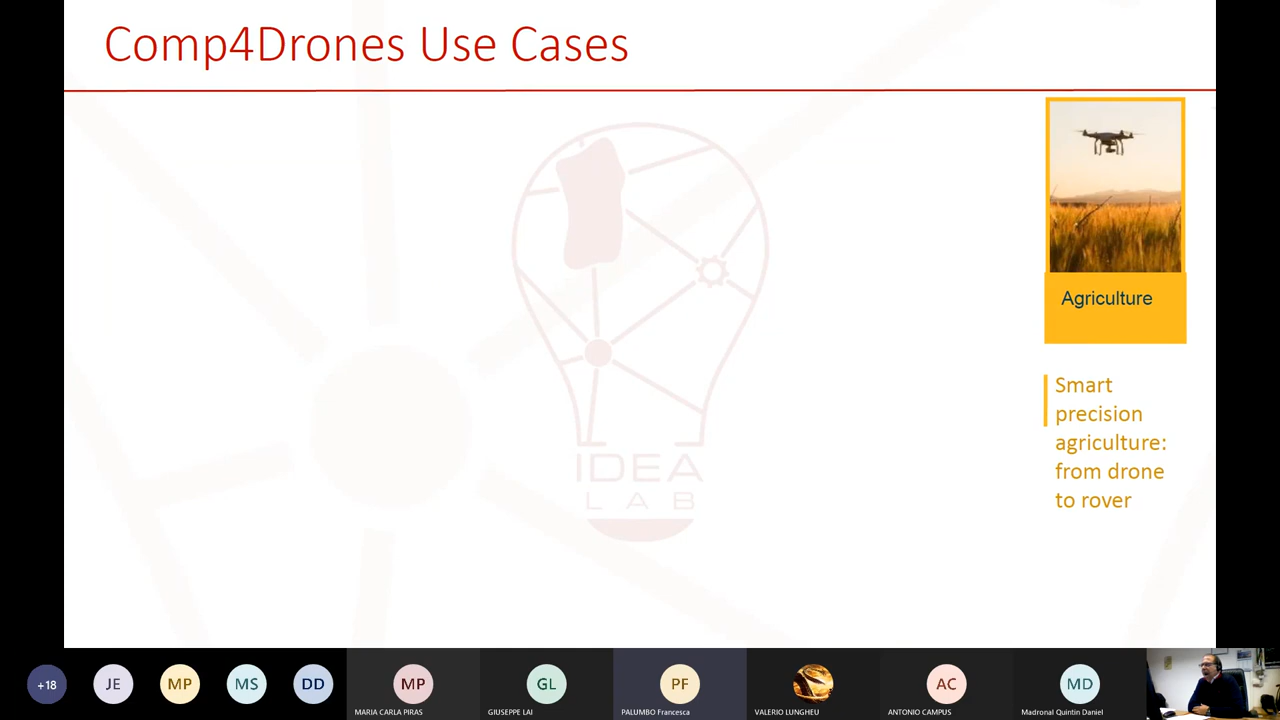 Comp4Drones Use Cases
Agriculture
Smart
precision
agriculture:
from drone
to rover
IDEA
LAB
+18
JE
MP
MS
DD
MP
GL
PF
AC
MD
MARIA CARLA PIRAS
GIUSEPPE LAI
PALUMBO Francesca
VALERIO LUNGHEU
ANTONIO CAMPUS
Madronal Quintin Daniel